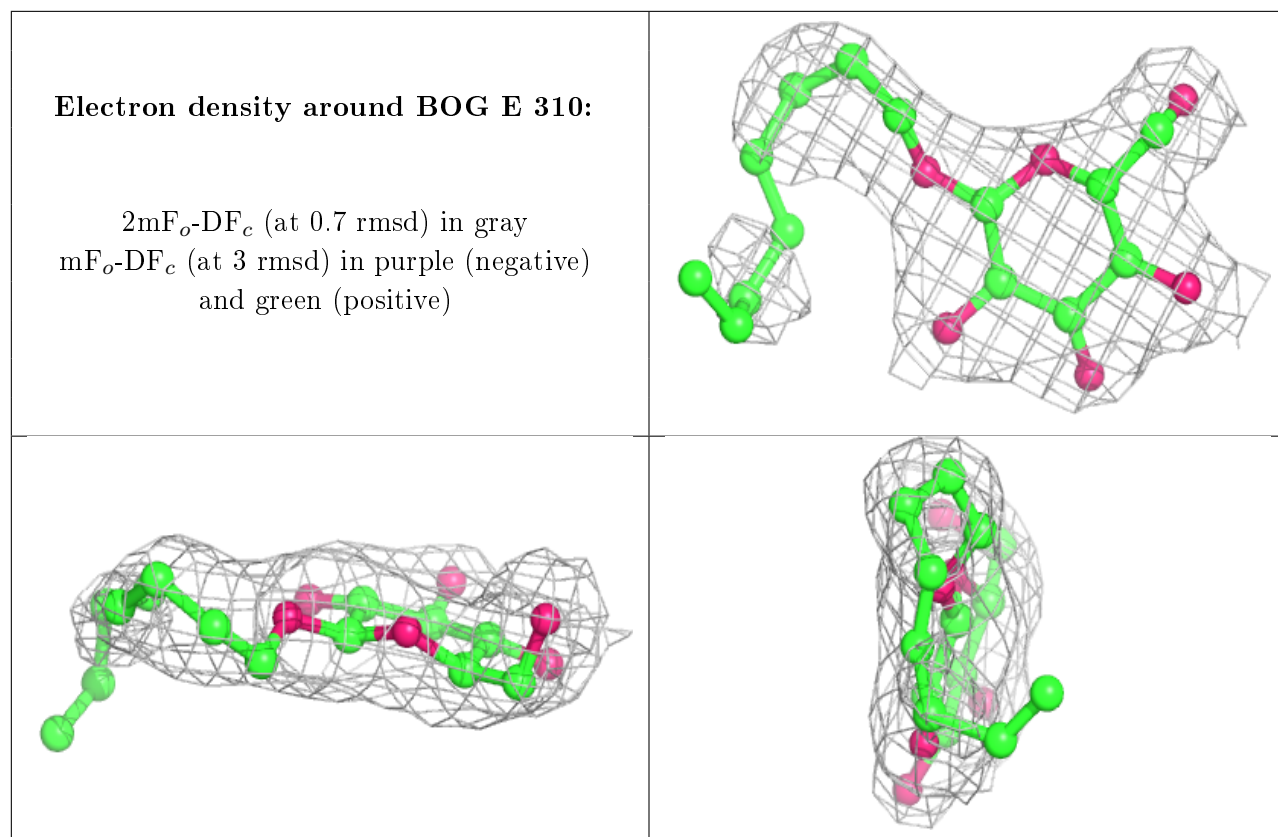 Electron density around BOG E 310:
2mFₒ-DF𝑐 (at 0.7 rmsd) in gray
mFₒ-DF𝑐 (at 3 rmsd) in purple (negative)
and green (positive)